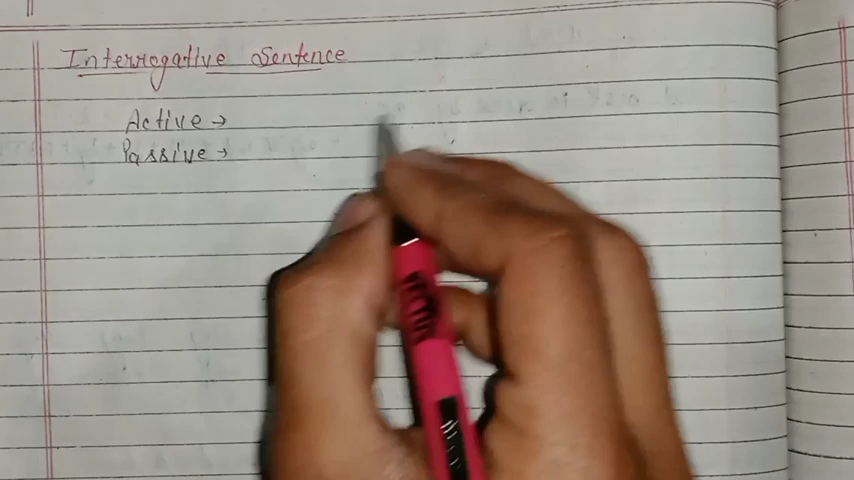 Interrogative Sentence
Active →
Passive →